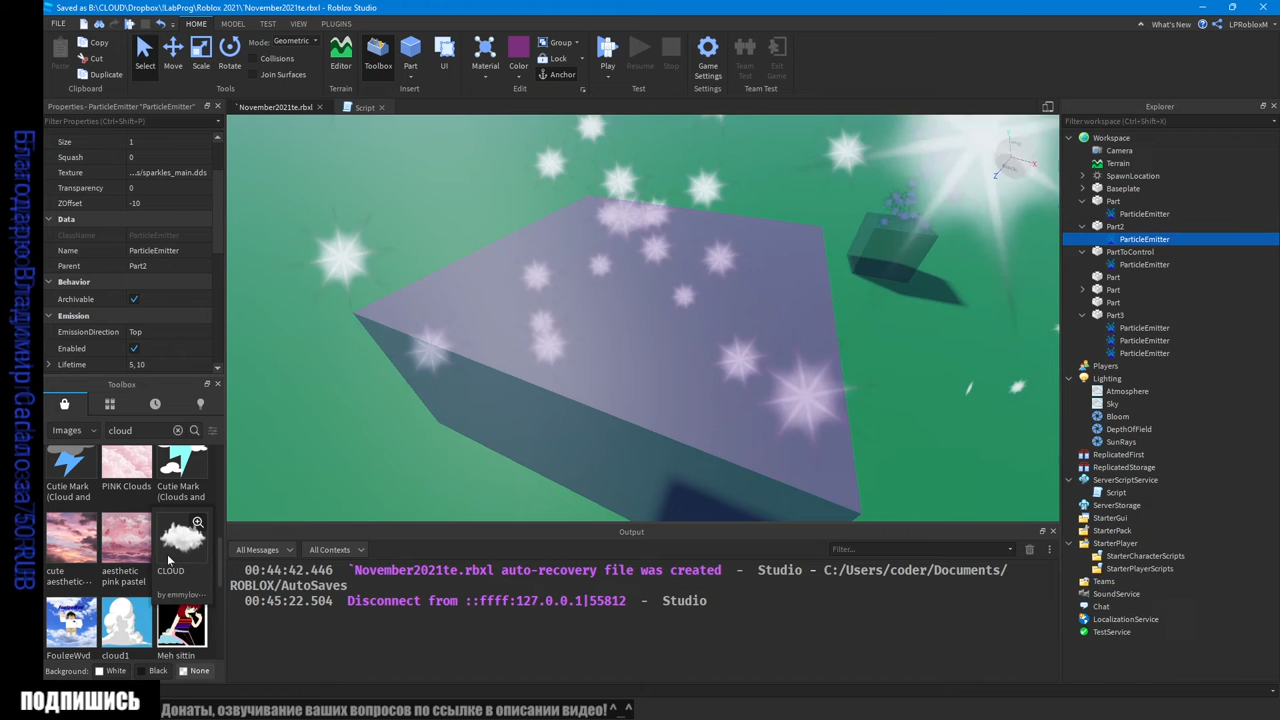 Saved as B:\CLOUD\Dropbox\!LabProg\Roblox 2021\`November2021te.rbxl - Roblox Studio
FILE HOME MODEL TEST VIEW PLUGINS What's New LPRobloxM
Paste Copy Cut Duplicate Select Move Scale Rotate Mode: Geometric Collisions Join Surfaces Editor Toolbox Part UI Material Color Group Lock Anchor Play Resume Stop Game Settings Team Test Exit Game
Clipboard Tools Terrain Insert Edit Test Settings Team Test
Properties - ParticleEmitter "ParticleEmitter"
Filter Properties (Ctrl+Shift+P)
Size 1
Squash 0
Texture ...s/sparkles_main.dds
Transparency 0
ZOffset -10
Data
ClassName ParticleEmitter
Name ParticleEmitter
Parent Part2
Behavior
Archivable
Emission
EmissionDirection Top
Enabled
Lifetime 5,10
Toolbox
Images cloud
Cutie Mark (Cloud and
PINK Clouds
Cutie Mark (Clouds and
cute aesthetic...
aesthetic pink pastel
CLOUD
by emmylov...
FoulgeWvd
cloud1
Meh sittin
Background: White Black None
`November2021te.rbxl Script
Output
All Messages All Contexts Filter...
00:44:42.446 `November2021te.rbxl auto-recovery file was created - Studio - C:/Users/coder/Documents/
ROBLOX/AutoSaves
00:45:22.504 Disconnect from ::ffff:127.0.0.1|55812 - Studio
Explorer
Filter workspace (Ctrl+Shift+X)
Workspace
Camera
Terrain
SpawnLocation
Baseplate
Part
ParticleEmitter
Part2
ParticleEmitter
PartToControl
ParticleEmitter
Part
Part
Part
Part3
ParticleEmitter
ParticleEmitter
ParticleEmitter
Players
Lighting
Atmosphere
Sky
Bloom
DepthOfField
SunRays
ReplicatedFirst
ReplicatedStorage
ServerScriptService
Script
ServerStorage
StarterGui
StarterPack
StarterPlayer
StarterCharacterScripts
StarterPlayerScripts
Teams
SoundService
Chat
LocalizationService
TestService
подпишись
Донаты, озвучивание ваших вопросов по ссылке в описании видео! ^_^